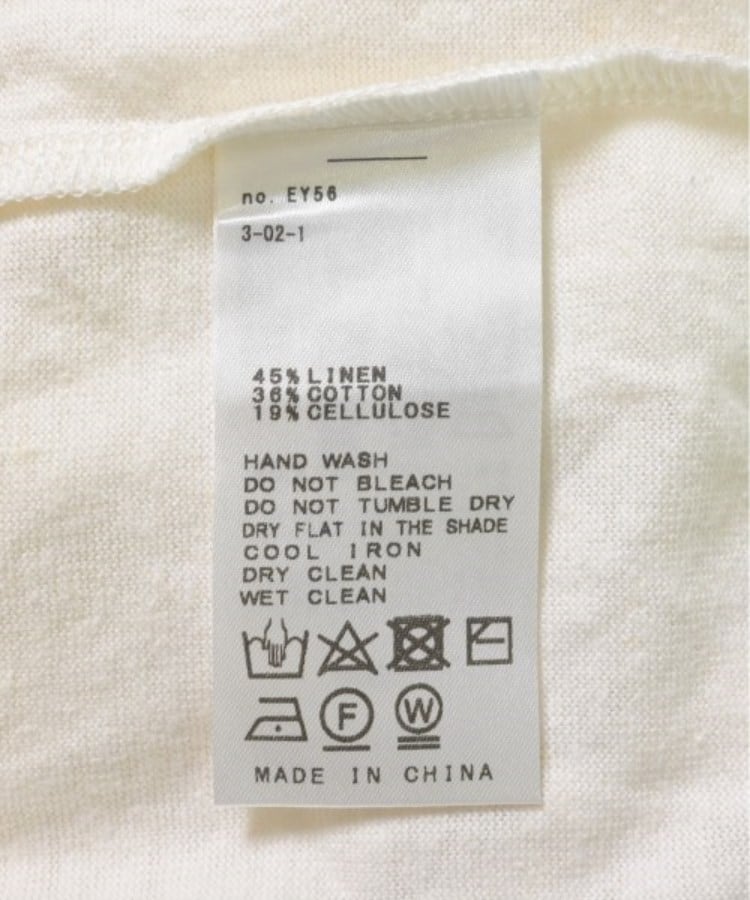 no. EY56
3-02-1
45% LINEN
36% COTTON
19% CELLULOSE
HAND WASH
DO NOT BLEACH
DO NOT TUMBLE DRY
DRY FLAT IN THE SHADE
COOL IRON
DRY CLEAN
WET CLEAN
F W
MADE IN CHINA